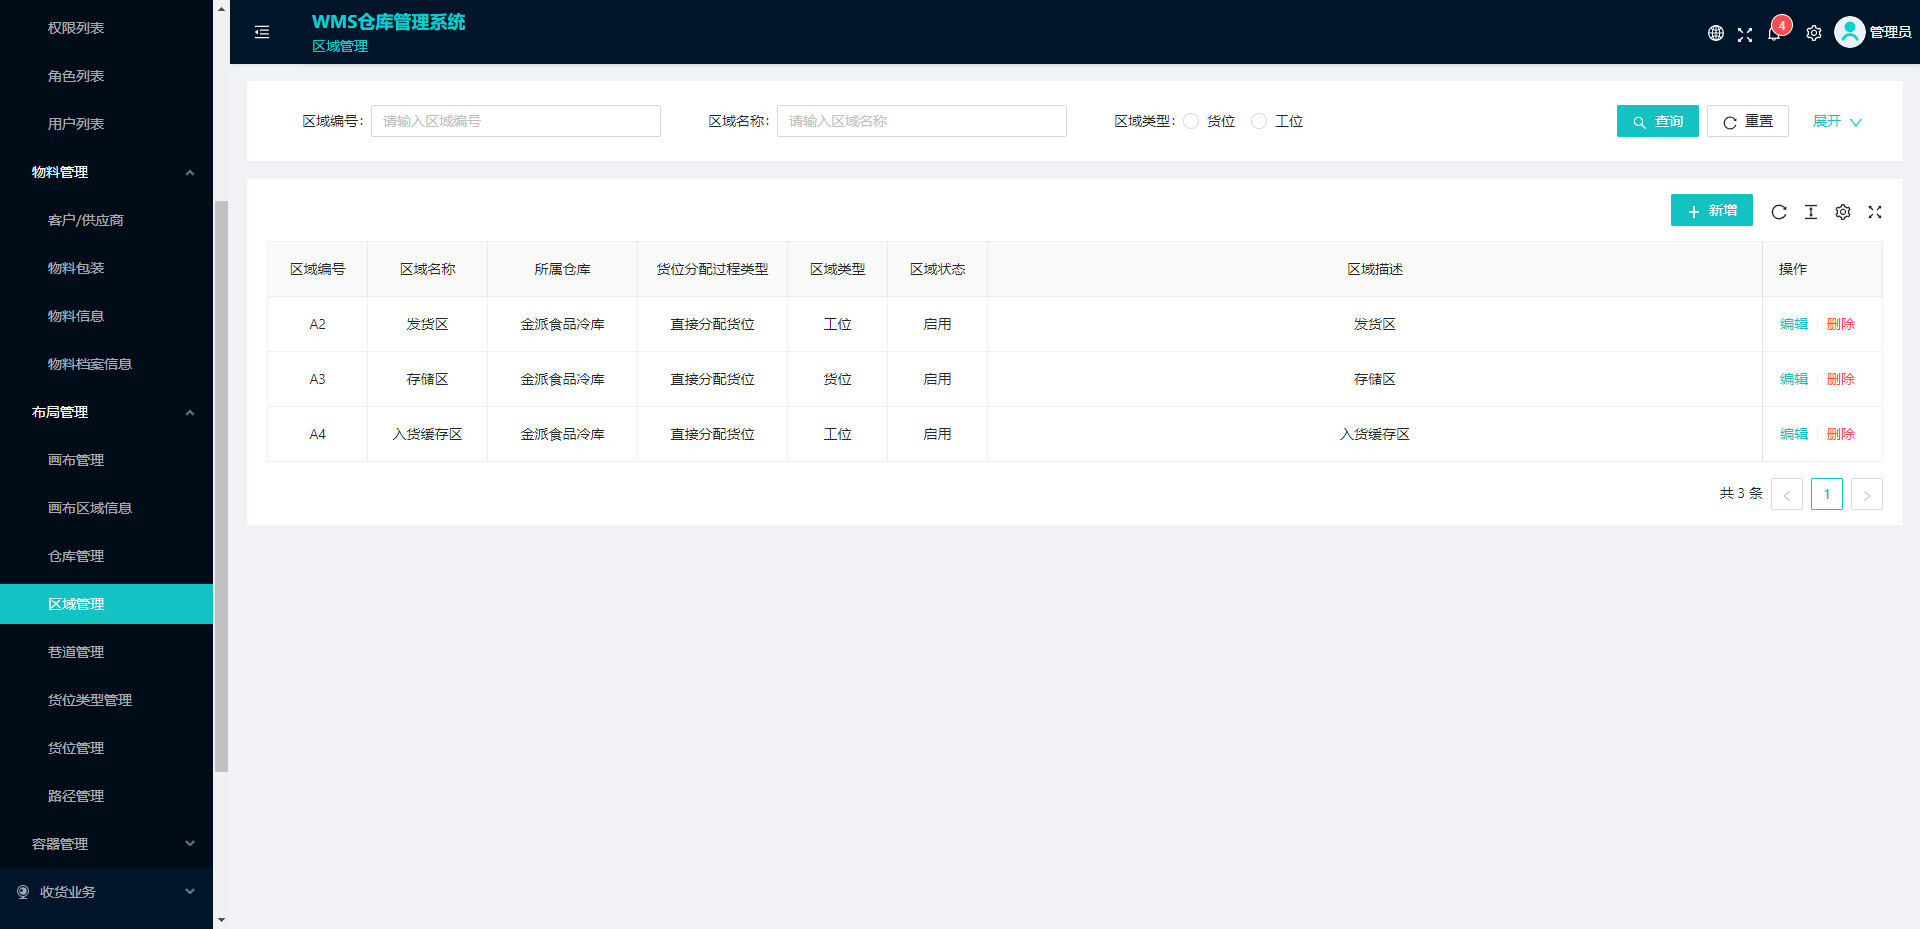 权限列表
角色列表
用户列表
物料管理
客户/供应商
物料包装
物料信息
物料档案信息
布局管理
画布管理
画布区域信息
仓库管理
区域管理
巷道管理
货位类型管理
货位管理
路径管理
容器管理
收货业务
WMS仓库管理系统
区域管理
4
管理员
区域编号: 请输入区域编号 区域名称: 请输入区域名称 区域类型: 货位 工位 查询 重置 展开
新增
区域编号 区域名称 所属仓库 货位分配过程类型 区域类型 区域状态 区域描述 操作
A2 发货区 金派食品冷库 直接分配货位 工位 启用 发货区 编辑 删除
A3 存储区 金派食品冷库 直接分配货位 货位 启用 存储区 编辑 删除
A4 入货缓存区 金派食品冷库 直接分配货位 工位 启用 入货缓存区 编辑 删除
共 3 条 < 1 >